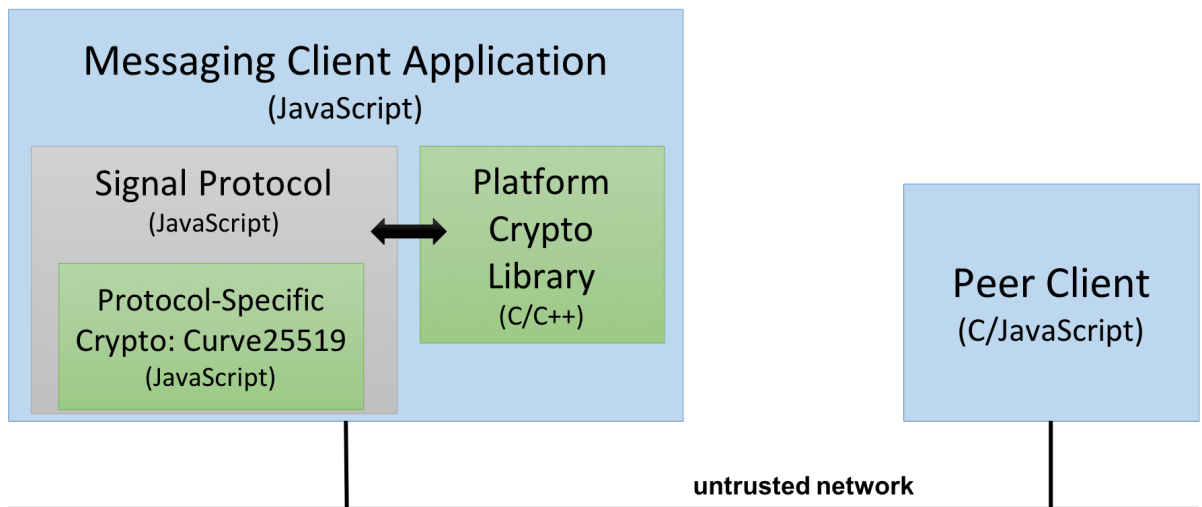 Messaging Client Application
(JavaScript)
Signal Protocol
(JavaScript)
Protocol-Specific
Crypto: Curve25519
(JavaScript)
Platform
Crypto
Library
(C/C++)
Peer Client
(C/JavaScript)
untrusted network